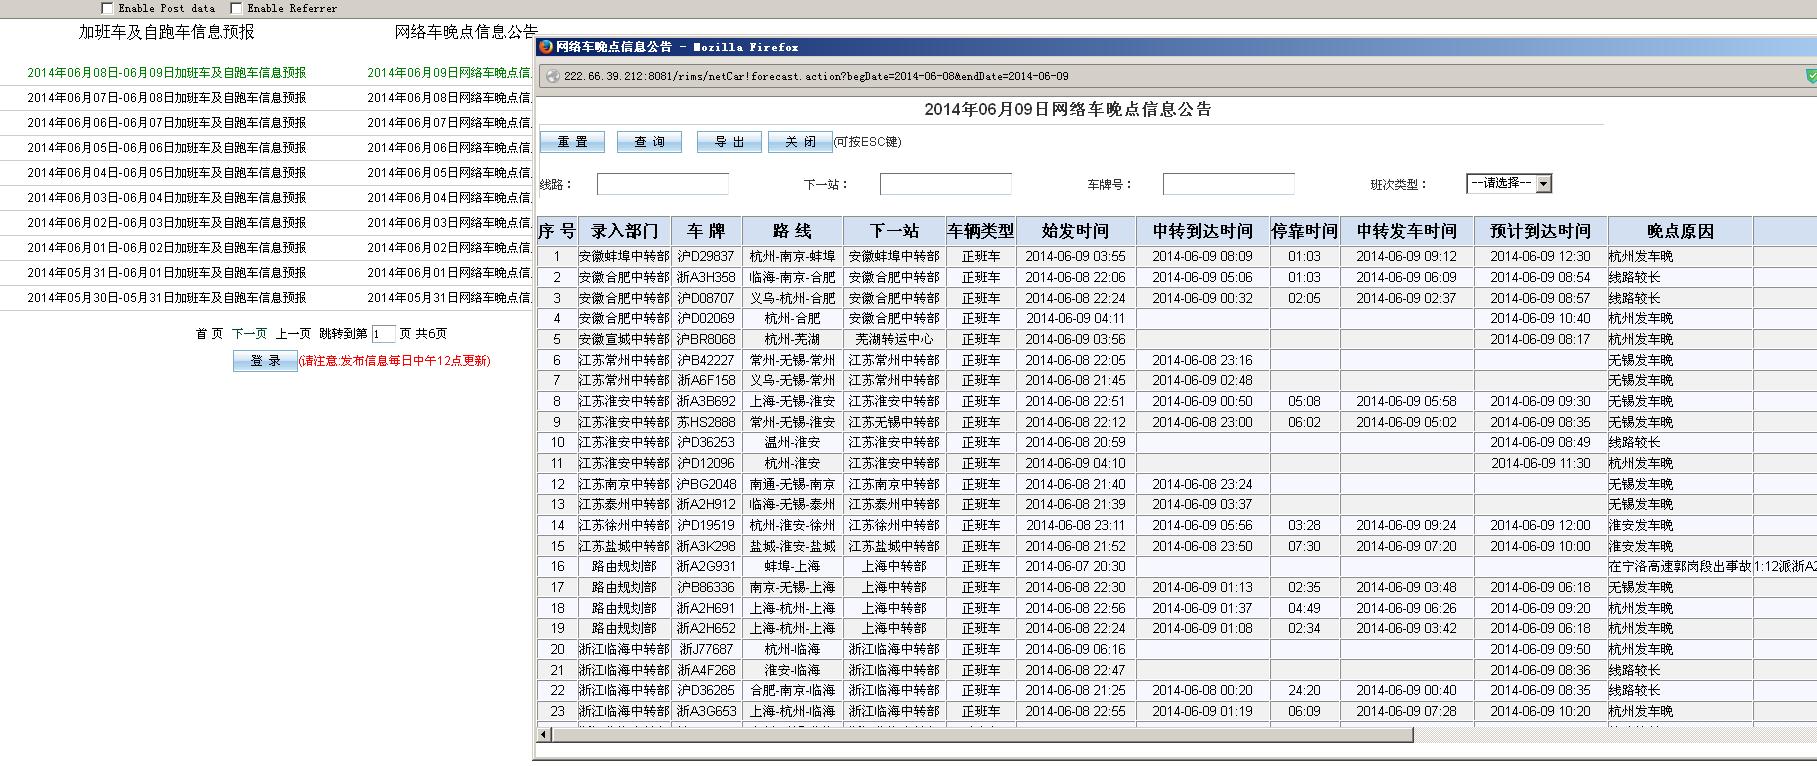 Enable Post data Enable Referrer
加班车及自跑车信息预报 网络车晚点信息公告
2014年06月08日-06月09日加班车及自跑车信息预报 2014年06月09日网络车晚点信
2014年06月07日-06月08日加班车及自跑车信息预报 2014年06月08日网络车晚点信
2014年06月06日-06月07日加班车及自跑车信息预报 2014年06月07日网络车晚点信
2014年06月05日-06月06日加班车及自跑车信息预报 2014年06月06日网络车晚点信
2014年06月04日-06月05日加班车及自跑车信息预报 2014年06月05日网络车晚点信
2014年06月03日-06月04日加班车及自跑车信息预报 2014年06月04日网络车晚点信
2014年06月02日-06月03日加班车及自跑车信息预报 2014年06月03日网络车晚点信
2014年06月01日-06月02日加班车及自跑车信息预报 2014年06月02日网络车晚点信
2014年05月31日-06月01日加班车及自跑车信息预报 2014年06月01日网络车晚点信
2014年05月30日-05月31日加班车及自跑车信息预报 2014年05月31日网络车晚点信
首 页 下一页 上一页 跳转到第 1 页 共6页
登 录 (请注意:发布信息每日中午12点更新)
网络车晚点信息公告 - Mozilla Firefox
222.66.39.212:8081/rims/netCar!forecast.action?begDate=2014-06-08&endDate=2014-06-09
2014年06月09日网络车晚点信息公告
重 置 查 询 导 出 关 闭 (可按ESC键)
线路： 下一站： 车牌号： 班次类型： --请选择--
序 号 录入部门 车 牌 路 线 下一站 车辆类型 始发时间 中转到达时间 停靠时间 中转发车时间 预计到达时间 晚点原因
1 安徽蚌埠中转部 沪D29837 杭州-南京-蚌埠 安徽蚌埠中转部 正班车 2014-06-09 03:55 2014-06-09 08:09 01:03 2014-06-09 09:12 2014-06-09 12:30 杭州发车晚
2 安徽合肥中转部 浙A3H358 临海-南京-合肥 安徽合肥中转部 正班车 2014-06-08 22:06 2014-06-09 05:06 01:03 2014-06-09 06:09 2014-06-09 08:54 线路较长
3 安徽合肥中转部 沪D08707 义乌-杭州-合肥 安徽合肥中转部 正班车 2014-06-08 22:24 2014-06-09 00:32 02:05 2014-06-09 02:37 2014-06-09 08:57 线路较长
4 安徽合肥中转部 沪D02069 杭州-合肥 安徽合肥中转部 正班车 2014-06-09 04:11 2014-06-09 10:40 杭州发车晚
5 安徽宣城中转部 沪BR8068 杭州-芜湖 芜湖转运中心 正班车 2014-06-09 03:56 2014-06-09 08:17 杭州发车晚
6 江苏常州中转部 沪B42227 常州-无锡-常州 江苏常州中转部 正班车 2014-06-08 22:05 2014-06-08 23:16 无锡发车晚
7 江苏常州中转部 浙A6F158 义乌-无锡-常州 江苏常州中转部 正班车 2014-06-08 21:45 2014-06-09 02:48 无锡发车晚
8 江苏淮安中转部 浙A3B692 上海-无锡-淮安 江苏淮安中转部 正班车 2014-06-08 22:51 2014-06-09 00:50 05:08 2014-06-09 05:58 2014-06-09 09:30 无锡发车晚
9 江苏淮安中转部 苏HS2888 常州-无锡-淮安 江苏无锡中转部 正班车 2014-06-08 22:12 2014-06-08 23:00 06:02 2014-06-09 05:02 2014-06-09 08:35 无锡发车晚
10 江苏淮安中转部 沪D36253 温州-淮安 江苏淮安中转部 正班车 2014-06-08 20:59 2014-06-09 08:49 线路较长
11 江苏淮安中转部 沪D12096 杭州-淮安 江苏淮安中转部 正班车 2014-06-09 04:10 2014-06-09 11:30 杭州发车晚
12 江苏南京中转部 沪BG2048 南通-无锡-南京 江苏南京中转部 正班车 2014-06-08 21:40 2014-06-08 23:24 无锡发车晚
13 江苏泰州中转部 浙A2H912 临海-无锡-泰州 江苏泰州中转部 正班车 2014-06-08 21:39 2014-06-09 03:37 无锡发车晚
14 江苏徐州中转部 沪D19519 杭州-淮安-徐州 江苏徐州中转部 正班车 2014-06-08 23:11 2014-06-09 05:56 03:28 2014-06-09 09:24 2014-06-09 12:00 淮安发车晚
15 江苏盐城中转部 浙A3K298 盐城-淮安-盐城 江苏盐城中转部 正班车 2014-06-08 21:52 2014-06-08 23:50 07:30 2014-06-09 07:20 2014-06-09 10:00 淮安发车晚
16 路由规划部 浙A2G931 蚌埠-上海 上海中转部 正班车 2014-06-07 20:30 在宁洛高速郭岗段出事故 1:12派浙A2
17 路由规划部 沪B86336 南京-无锡-上海 上海中转部 正班车 2014-06-08 22:30 2014-06-09 01:13 02:35 2014-06-09 03:48 2014-06-09 06:18 无锡发车晚
18 路由规划部 浙A2H691 上海-杭州-上海 上海中转部 正班车 2014-06-08 22:56 2014-06-09 01:37 04:49 2014-06-09 06:26 2014-06-09 09:20 杭州发车晚
19 路由规划部 浙A2H652 上海-杭州-上海 上海中转部 正班车 2014-06-08 22:24 2014-06-09 01:08 02:34 2014-06-09 03:42 2014-06-09 06:18 杭州发车晚
20 浙江临海中转部 浙J77687 杭州-临海 浙江临海中转部 正班车 2014-06-09 06:16 2014-06-09 09:50 杭州发车晚
21 浙江临海中转部 浙A4F268 淮安-临海 浙江临海中转部 正班车 2014-06-08 22:47 2014-06-09 08:36 线路较长
22 浙江临海中转部 沪D36285 合肥-南京-临海 浙江临海中转部 正班车 2014-06-08 21:25 2014-06-08 00:20 24:20 2014-06-09 00:40 2014-06-09 08:35 线路较长
23 浙江临海中转部 浙A3G653 上海-杭州-临海 浙江临海中转部 正班车 2014-06-08 22:55 2014-06-09 01:19 06:09 2014-06-09 07:28 2014-06-09 10:20 杭州发车晚